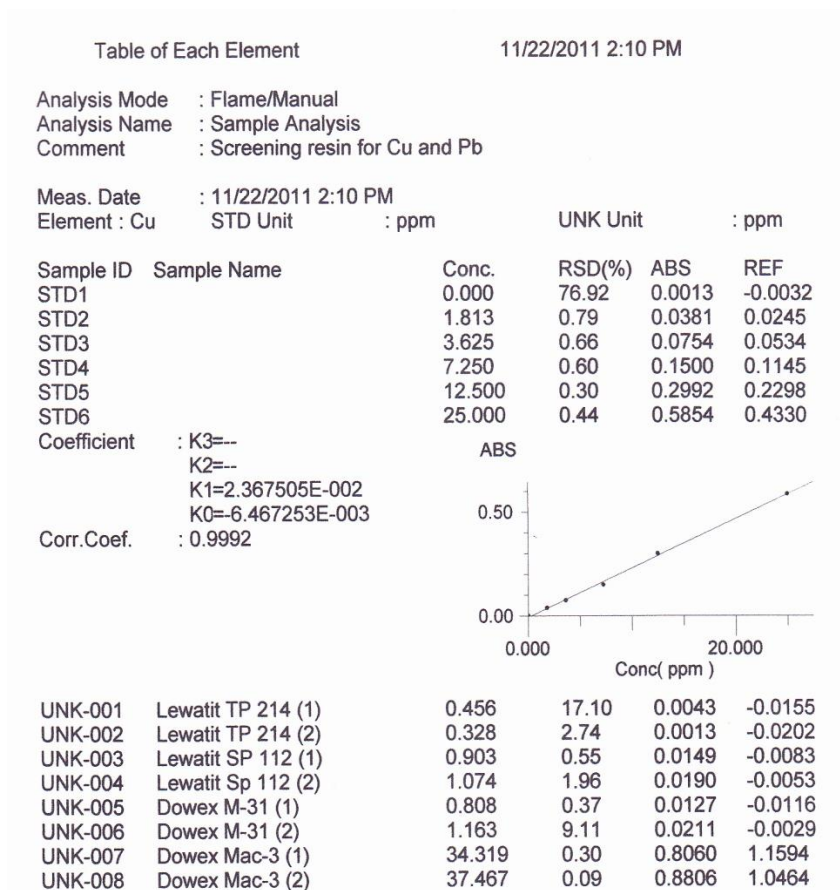 Table of Each Element 11/22/2011 2:10 PM
Analysis Mode : Flame/Manual
Analysis Name : Sample Analysis
Comment : Screening resin for Cu and Pb
Meas. Date : 11/22/2011 2:10 PM
Element : Cu STD Unit : ppm UNK Unit : ppm
Sample ID Sample Name Conc. RSD(%) ABS REF
STD1 0.000 76.92 0.0013 -0.0032
STD2 1.813 0.79 0.0381 0.0245
STD3 3.625 0.66 0.0754 0.0534
STD4 7.250 0.60 0.1500 0.1145
STD5 12.500 0.30 0.2992 0.2298
STD6 25.000 0.44 0.5854 0.4330
Coefficient : K3=--
K2=--
K1=2.367505E-002
K0=-6.467253E-003
Corr.Coef. : 0.9992
ABS
0.50
0.00
0.000 20.000
Conc( ppm )
UNK-001 Lewatit TP 214 (1) 0.456 17.10 0.0043 -0.0155
UNK-002 Lewatit TP 214 (2) 0.328 2.74 0.0013 -0.0202
UNK-003 Lewatit SP 112 (1) 0.903 0.55 0.0149 -0.0083
UNK-004 Lewatit Sp 112 (2) 1.074 1.96 0.0190 -0.0053
UNK-005 Dowex M-31 (1) 0.808 0.37 0.0127 -0.0116
UNK-006 Dowex M-31 (2) 1.163 9.11 0.0211 -0.0029
UNK-007 Dowex Mac-3 (1) 34.319 0.30 0.8060 1.1594
UNK-008 Dowex Mac-3 (2) 37.467 0.09 0.8806 1.0464